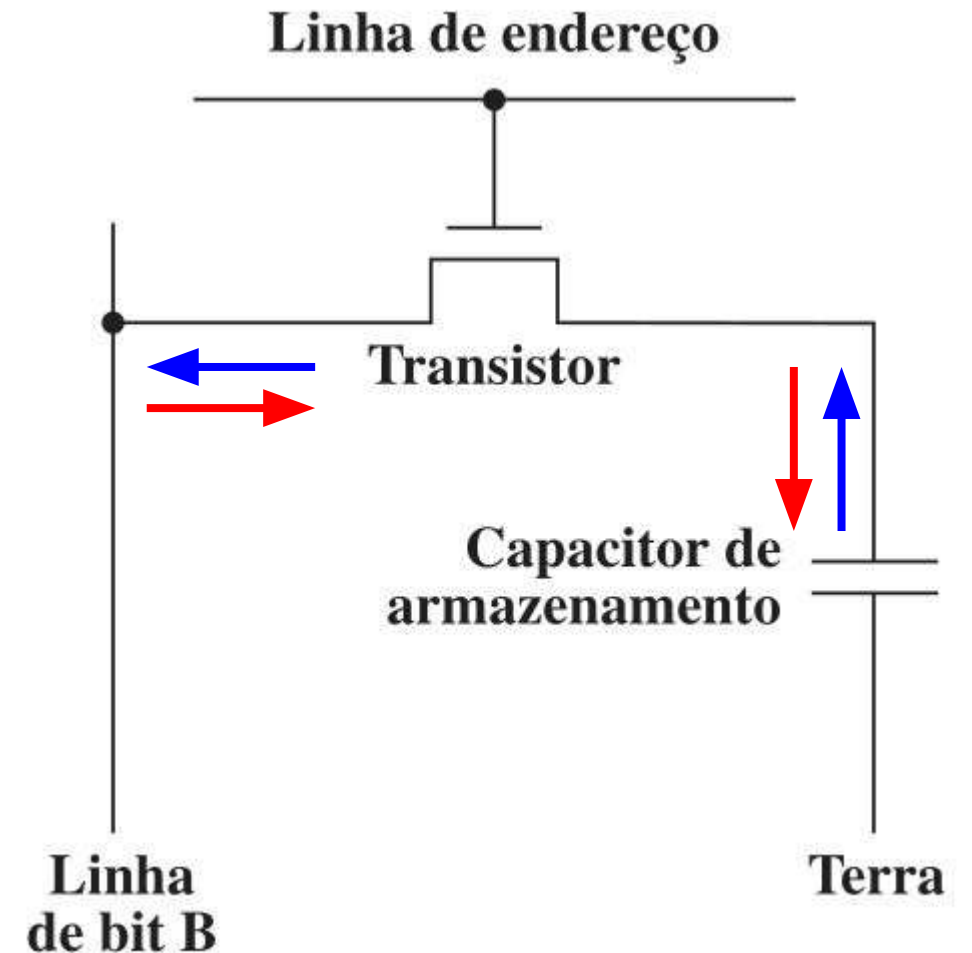 Linha de endereço
Transistor
Capacitor de
armazenamento
Linha
de bit B
Terra